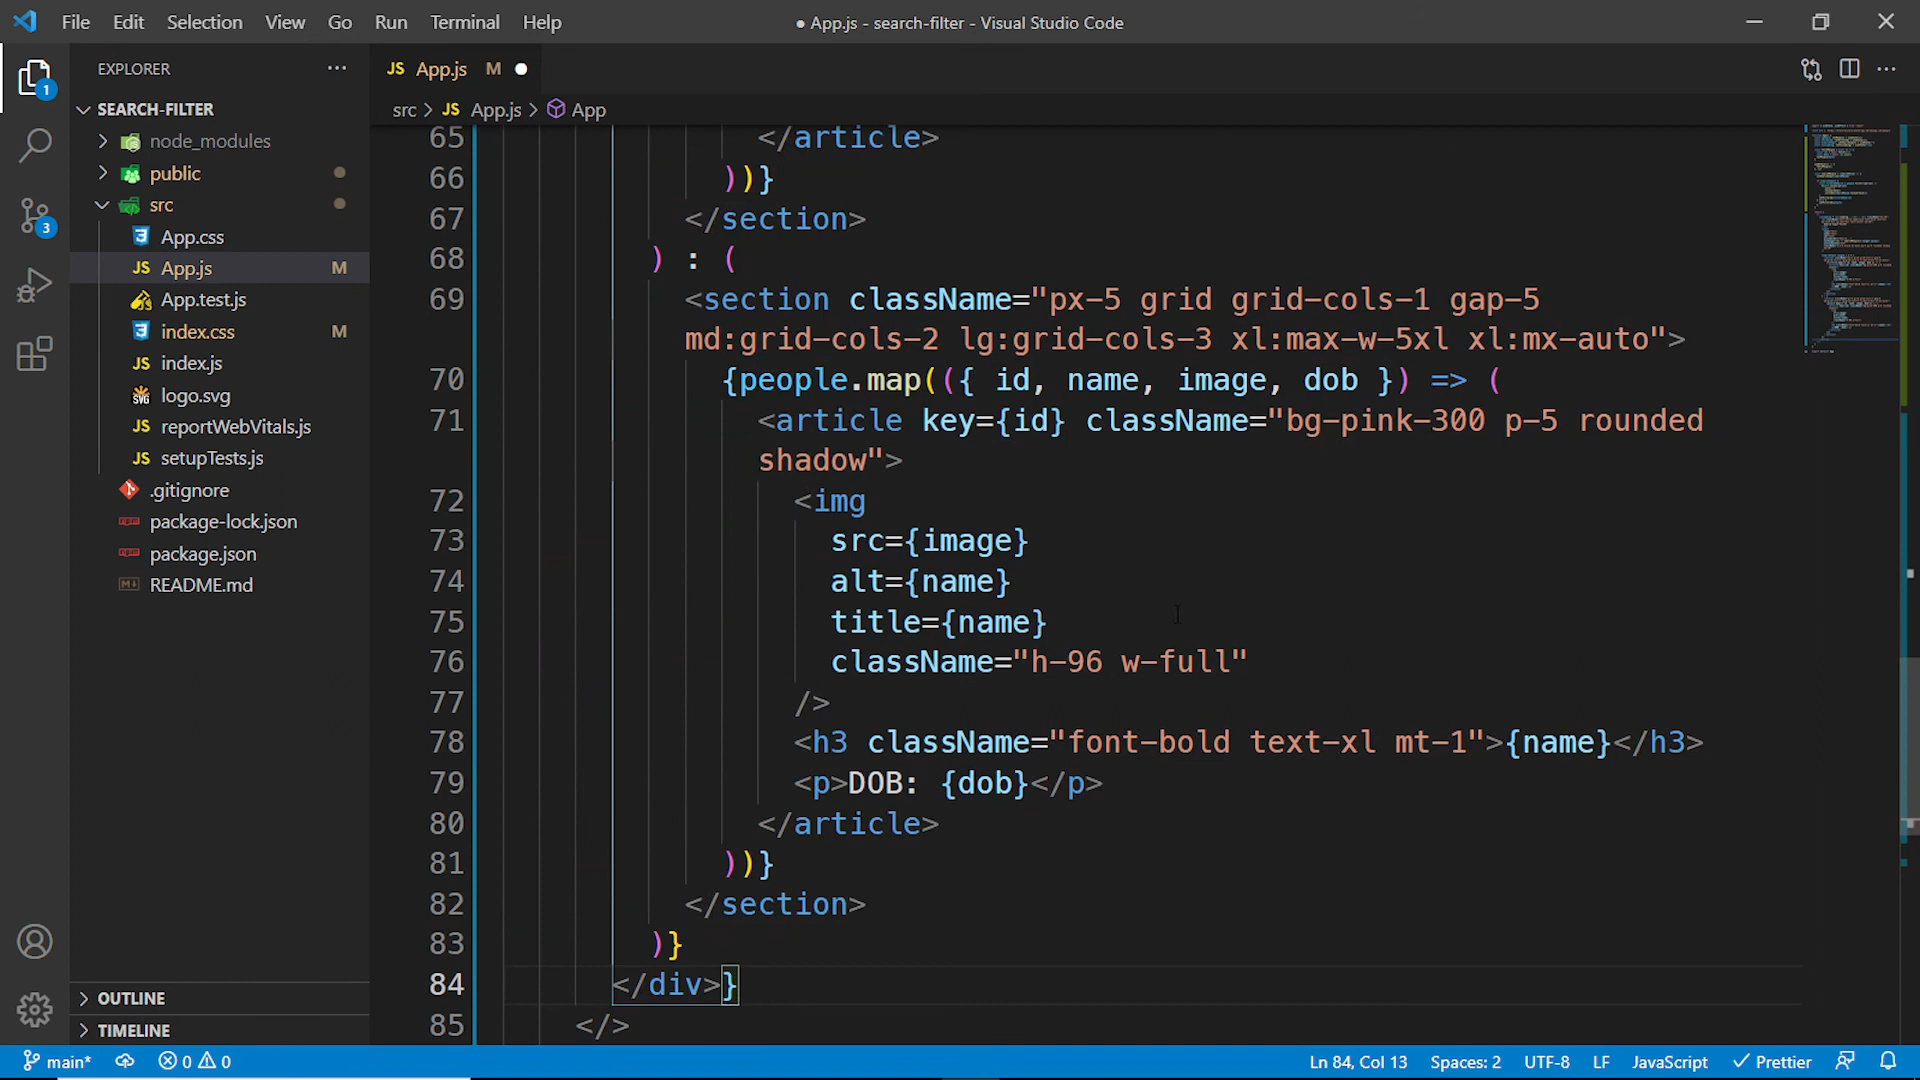 File Edit Selection View Go Run Terminal Help
● App.js - search-filter - Visual Studio Code
EXPLORER
JS App.js M
src > JS App.js > App
SEARCH-FILTER
node_modules
public
src
App.css
JS App.js M
App.test.js
index.css M
JS index.js
logo.svg
JS reportWebVitals.js
JS setupTests.js
.gitignore
package-lock.json
package.json
README.md
OUTLINE
TIMELINE
1
3
65 </article>
66 ))}
67 </section>
68 ) : (
69 <section className="px-5 grid grid-cols-1 gap-5
md:grid-cols-2 lg:grid-cols-3 xl:max-w-5xl xl:mx-auto">
70 {people.map(({ id, name, image, dob }) => (
71 <article key={id} className="bg-pink-300 p-5 rounded
shadow">
72 <img
73 src={image}
74 alt={name}
75 title={name}
76 className="h-96 w-full"
77 />
78 <h3 className="font-bold text-xl mt-1">{name}</h3>
79 <p>DOB: {dob}</p>
80 </article>
81 ))}
82 </section>
83 )}
84 </div>}
85 </>
main* 0 0
Ln 84, Col 13 Spaces: 2 UTF-8 LF JavaScript Prettier